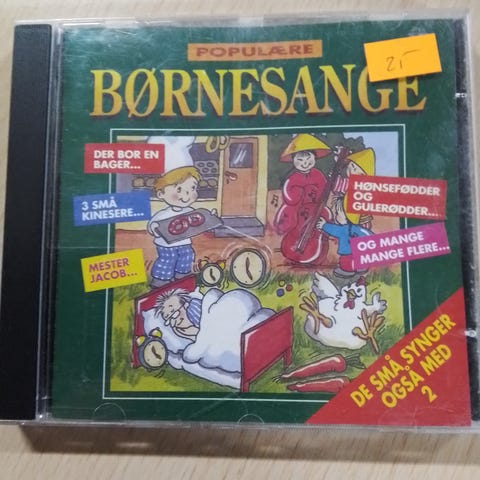 POPULÆRE
BØRNESANGE
2,-
DER BOR EN
BAGER...
3 SMÅ
KINESERE...
MESTER
JACOB...
HØNSEFØDDER
OG
GULERØDDER...
OG MANGE
MANGE FLERE...
DE SMÅ SYNGER
OGSÅ MED
2